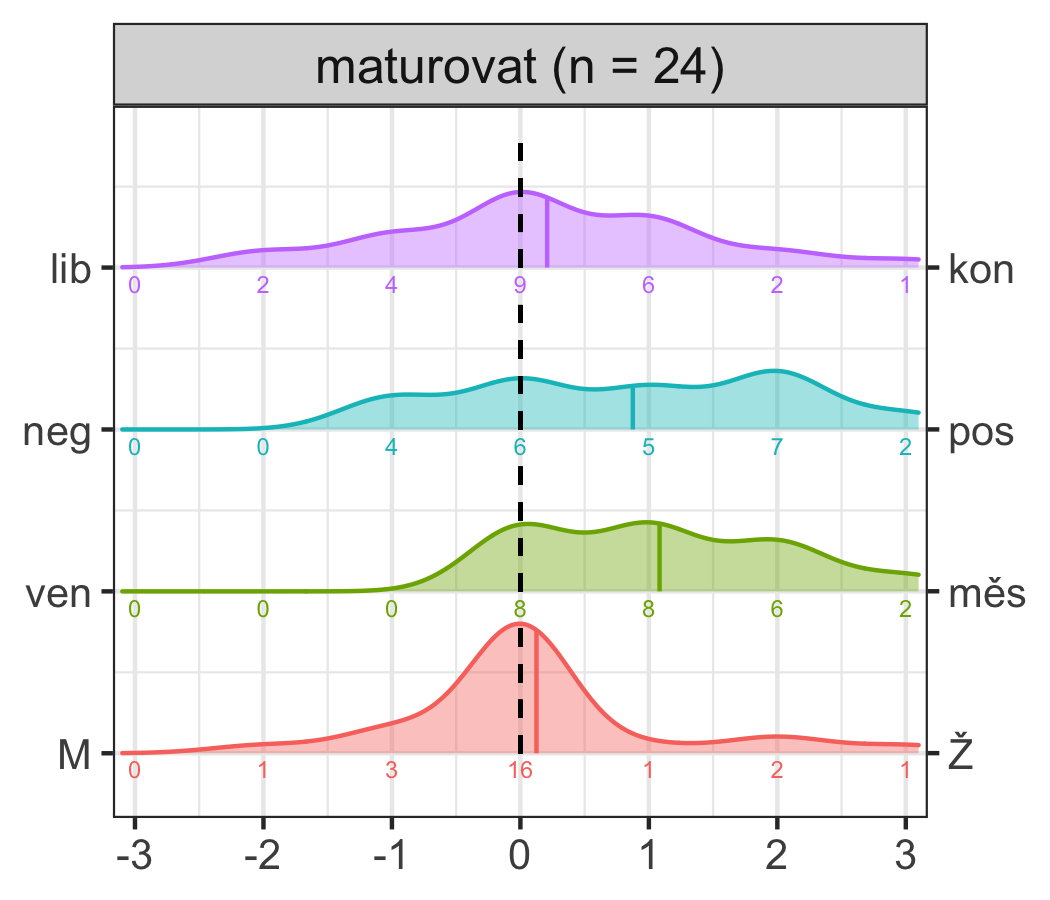 maturovat (n = 24)
lib kon
0 2 4 9 6 2 1
neg pos
0 0 4 6 5 7 2
ven měs
0 0 0 8 8 6 2
M Ž
0 1 3 16 1 2 1
-3 -2 -1 0 1 2 3